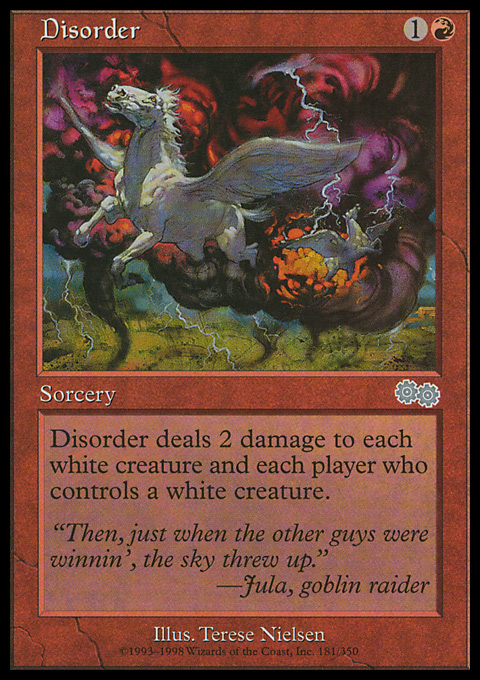 Disorder 1
Sorcery
Disorder deals 2 damage to each
white creature and each player who
controls a white creature.
“Then, just when the other guys were
winnin’, the sky threw up.”
—Jula, goblin raider
Illus. Terese Nielsen
©1993–1998 Wizards of the Coast, Inc. 181/350